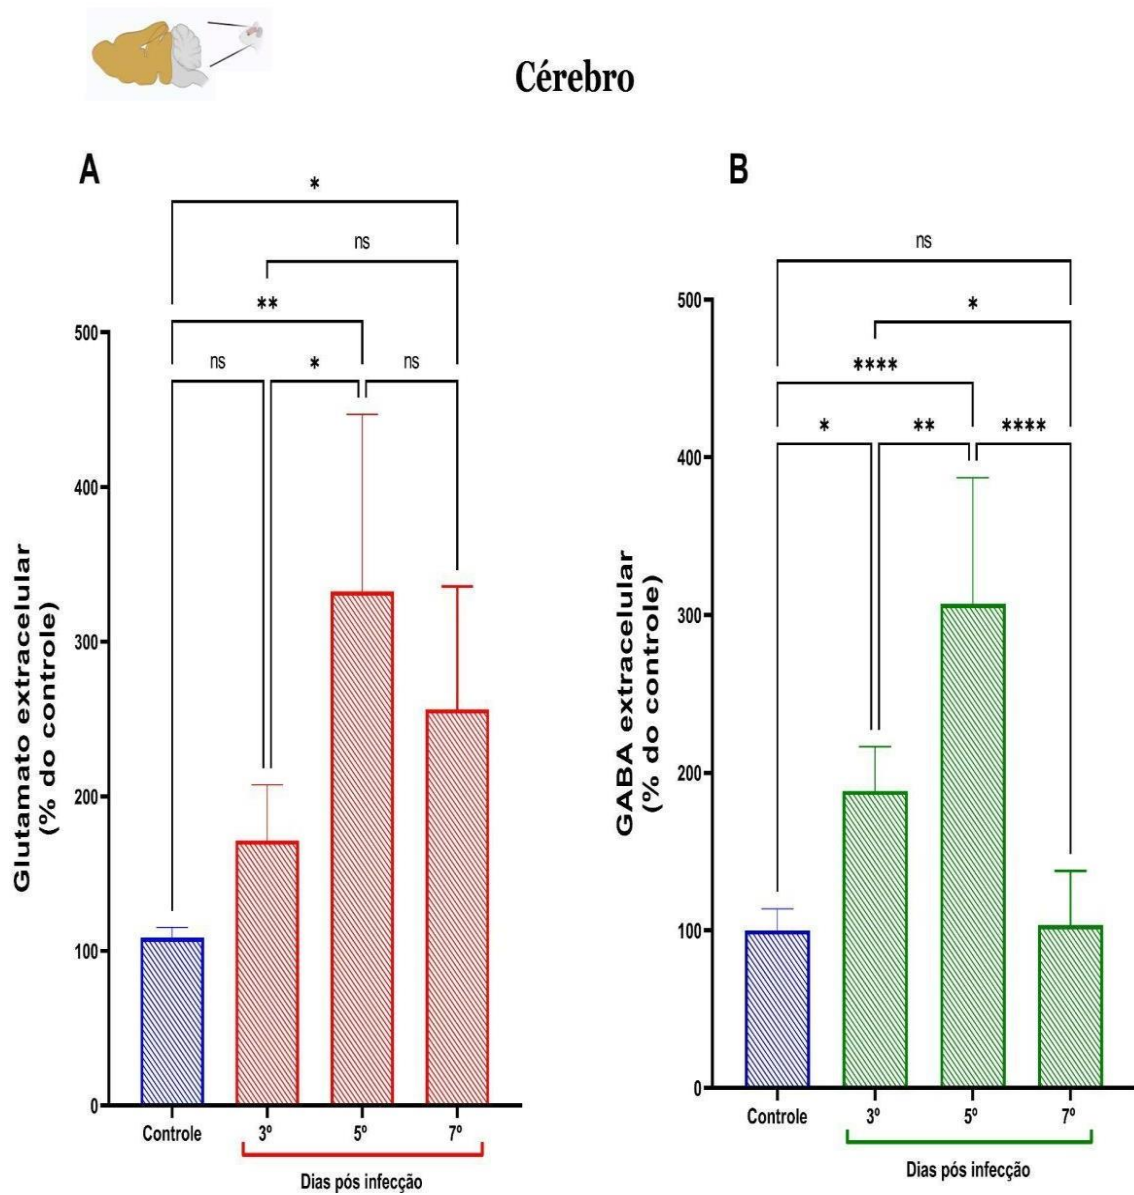 Cérebro
A
*
ns
**
ns
*
ns
500
400
300
200
100
0
Glutamato extracelular
(% do controle)
Controle
3º
5º
7º
Dias pós infecção
B
ns
*
****
*
**
****
500
400
300
200
100
0
GABA extracelular
(% do controle)
Controle
3º
5º
7º
Dias pós infecção